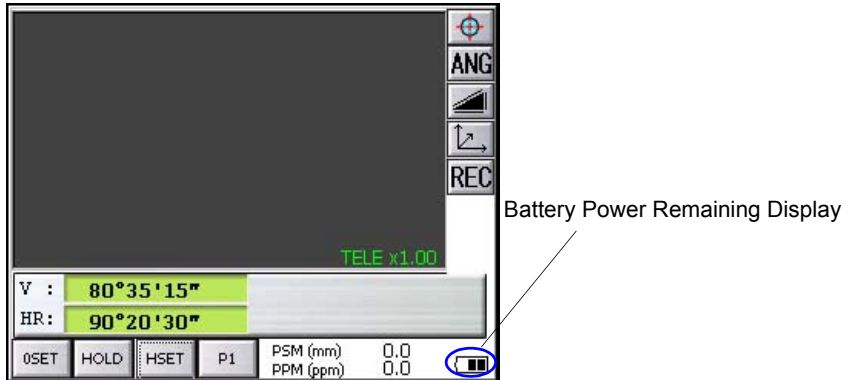 ANG
REC
Battery Power Remaining Display
TELE x1.00
V : 80°35'15"
HR: 90°20'30"
0SET HOLD HSET P1 PSM (mm) 0.0
PPM (ppm) 0.0